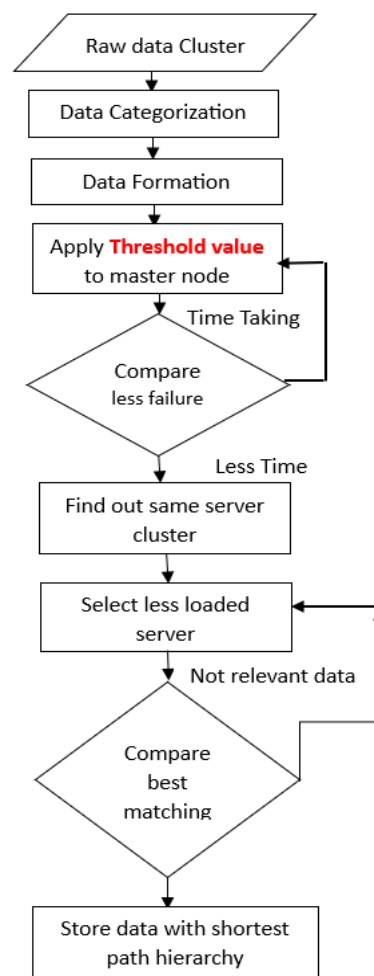 Raw data Cluster
Data Categorization
Data Formation
Apply Threshold value
to master node
Time Taking
Compare
less failure
Less Time
Find out same server
cluster
Select less loaded
server
Not relevant data
Compare
best
matching
Store data with shortest
path hierarchy